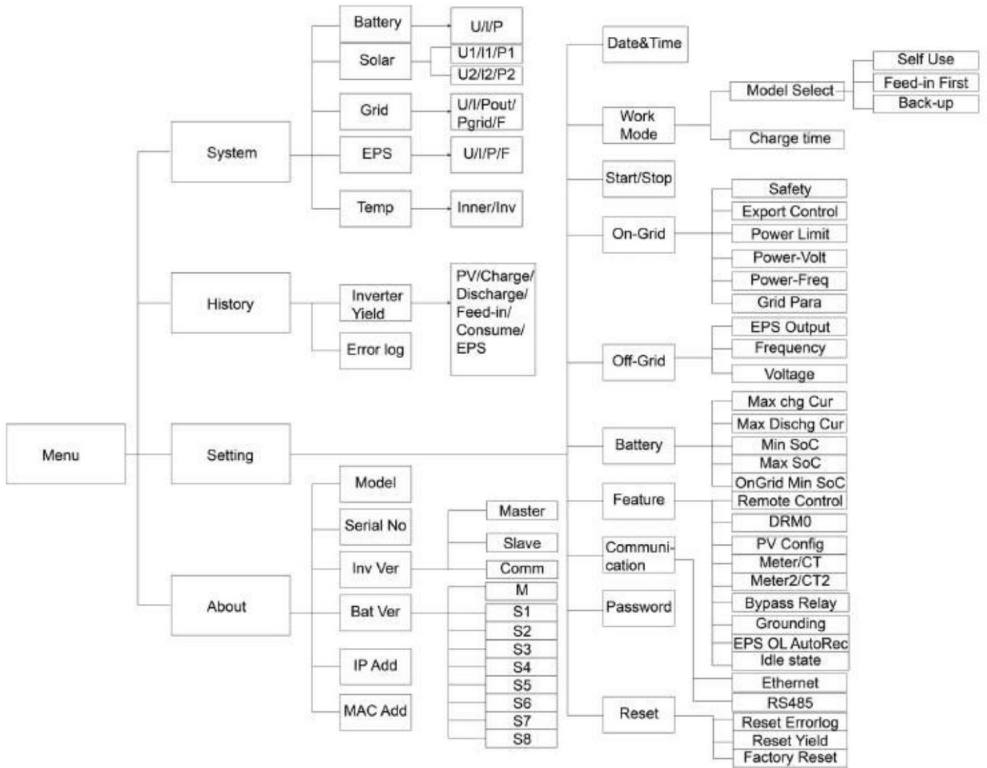 Menu
System
Battery
U/I/P
Solar
U1/I1/P1
U2/I2/P2
Grid
U/I/Pout/
Pgrid/F
EPS
U/I/P/F
Temp
Inner/Inv
History
Inverter
Yield
PV/Charge/
Discharge/
Feed-in/
Consume/
EPS
Error log
Setting
Date&Time
Work
Mode
Model Select
Self Use
Feed-in First
Back-up
Charge time
Start/Stop
On-Grid
Safety
Export Control
Power Limit
Power-Volt
Power-Freq
Grid Para
Off-Grid
EPS Output
Frequency
Voltage
Battery
Max chg Cur
Max Dischg Cur
Min SoC
Max SoC
OnGrid Min SoC
Feature
Remote Control
DRM0
PV Config
Meter/CT
Meter2/CT2
Bypass Relay
Grounding
EPS OL AutoRec
Idle state
Communi-
cation
Ethernet
RS485
Password
Reset
Reset Errorlog
Reset Yield
Factory Reset
About
Model
Serial No
Inv Ver
Master
Slave
Comm
Bat Ver
M
S1
S2
S3
S4
S5
S6
S7
S8
IP Add
MAC Add